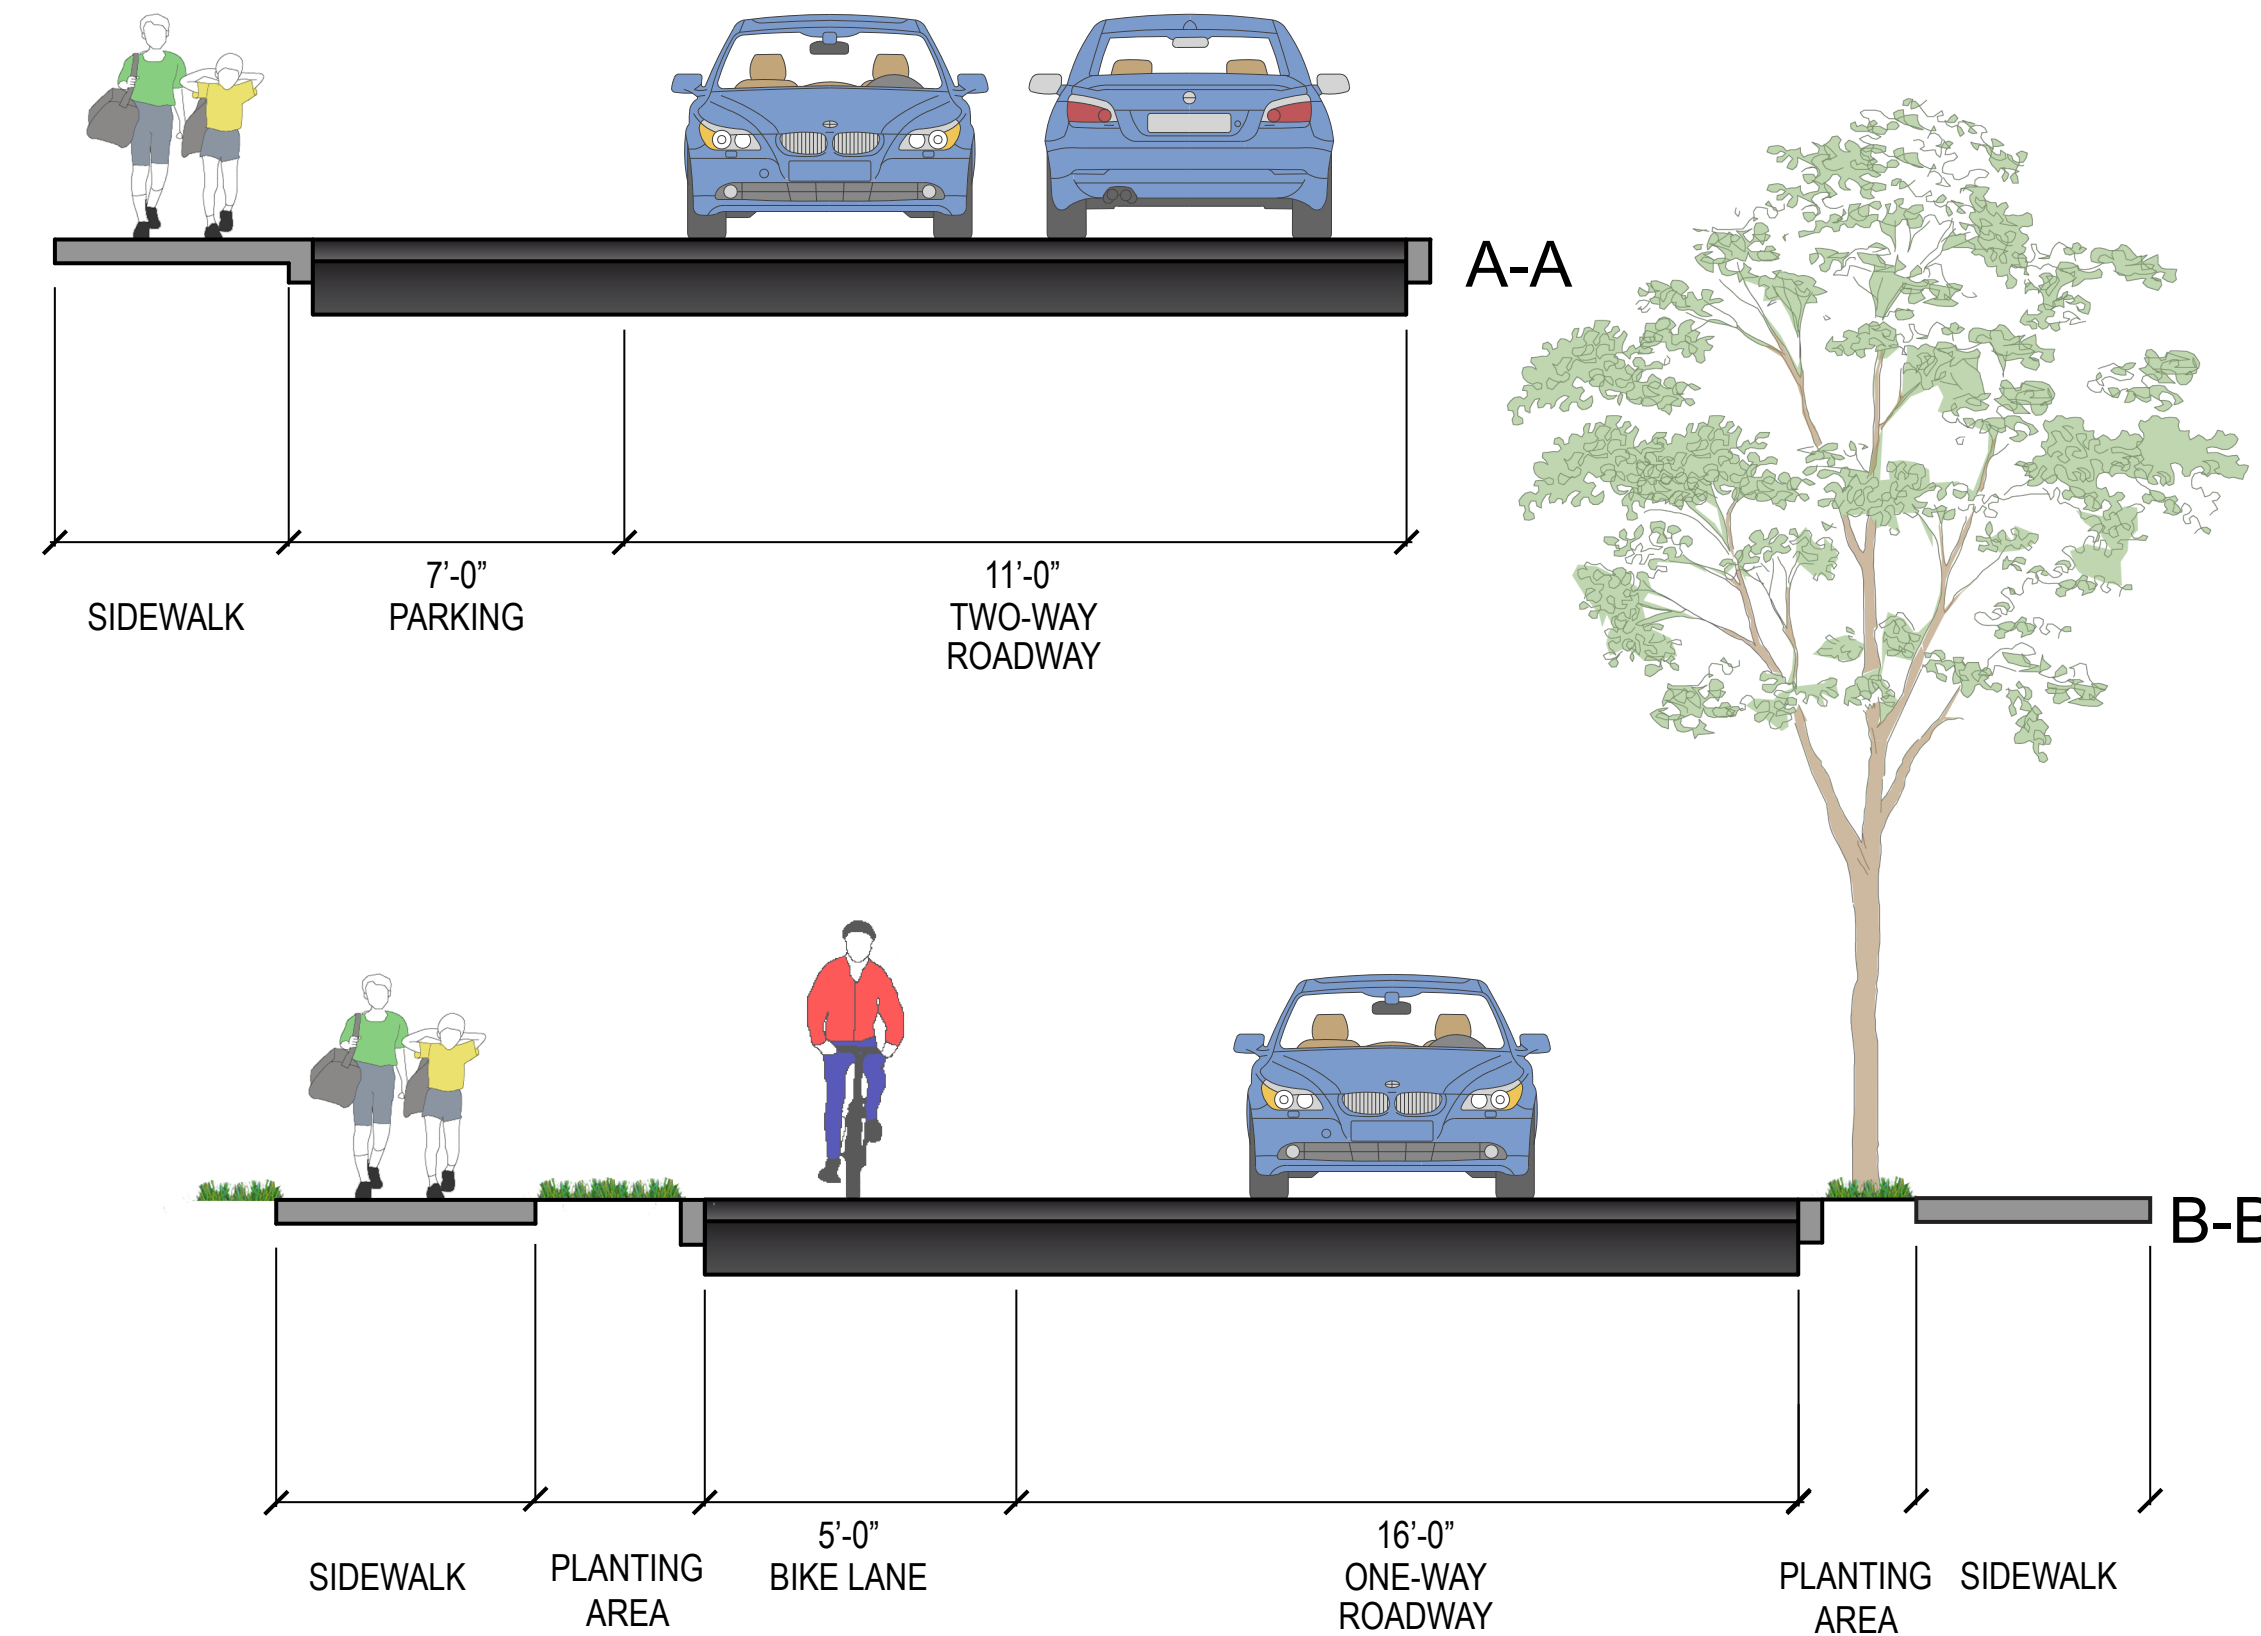 A-A
7’-0”
11’-0”
SIDEWALK
PARKING
TWO-WAY
ROADWAY
B-B
5’-0”
16’-0”
SIDEWALK
PLANTING
AREA
BIKE LANE
ONE-WAY
ROADWAY
PLANTING
AREA
SIDEWALK